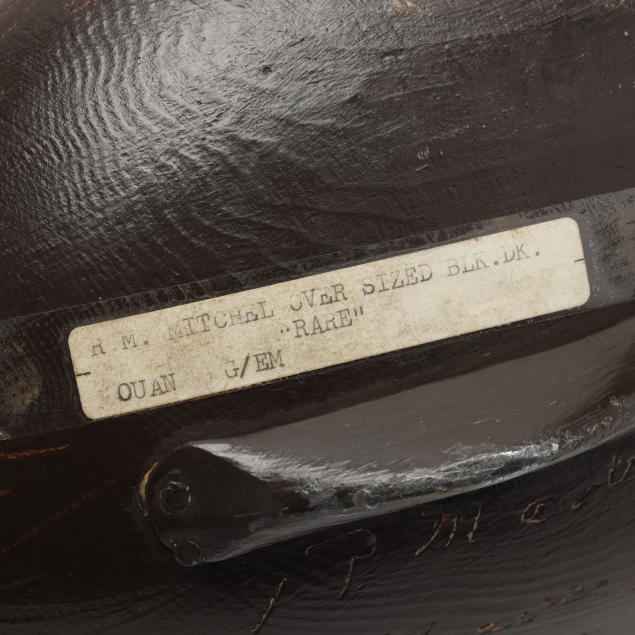 R M. MITCHEL OVER SIZED BLK.DK.
"RARE"
OUAN G/EM